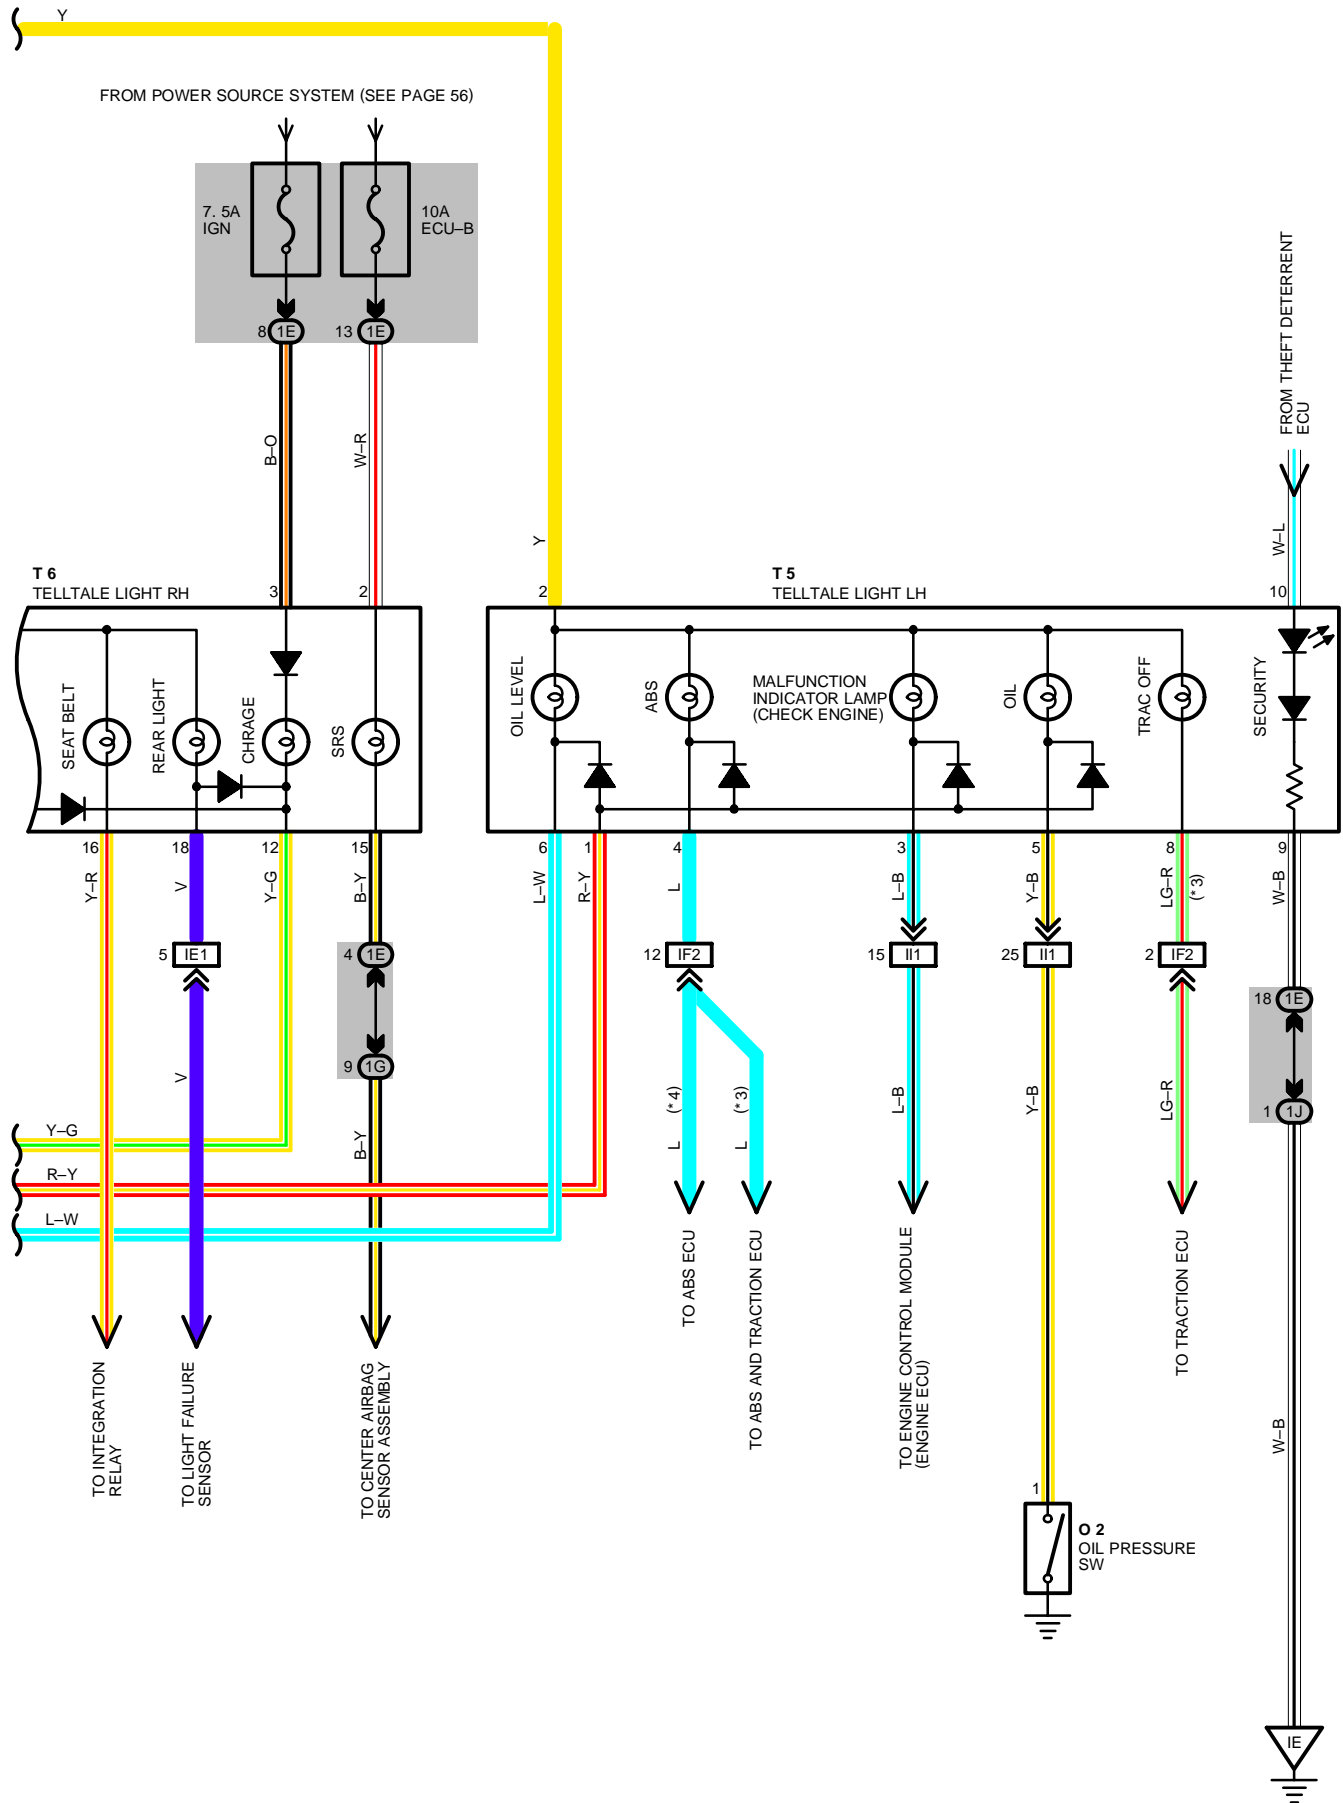 Y
FROM POWER SOURCE SYSTEM (SEE PAGE 56)
7. 5A
IGN
10A
ECU–B
8 1E
13 1E
FROM THEFT DETERRENT
ECU
B–O
W–R
Y
W–L
T 6
TELLTALE LIGHT RH
3
2
2
T 5
TELLTALE LIGHT LH
10
SEAT BELT
REAR LIGHT
CHRAGE
SRS
OIL LEVEL
ABS
MALFUNCTION
INDICATOR LAMP
(CHECK ENGINE)
OIL
TRAC OFF
SECURITY
16
18
12
15
6
1
4
3
5
8
9
Y–R
V
Y–G
B–Y
L–W
R–Y
L
L–B
Y–B
LG–R
(* 3)
W–B
5 IE1
4 1E
12 IF2
15 II1
25 II1
2 IF2
18 1E
9 1G
1 1J
V
B–Y
L
(* 4)
L
(* 3)
L–B
Y–B
LG–R
Y–G
R–Y
L–W
TO INTEGRATION
RELAY
TO LIGHT FAILURE
SENSOR
TO CENTER AIRBAG
SENSOR ASSEMBLY
TO ABS ECU
TO ABS AND TRACTION ECU
TO ENGINE CONTROL MODULE
(ENGINE ECU)
TO TRACTION ECU
W–B
1
O 2
OIL PRESSURE
SW
IE